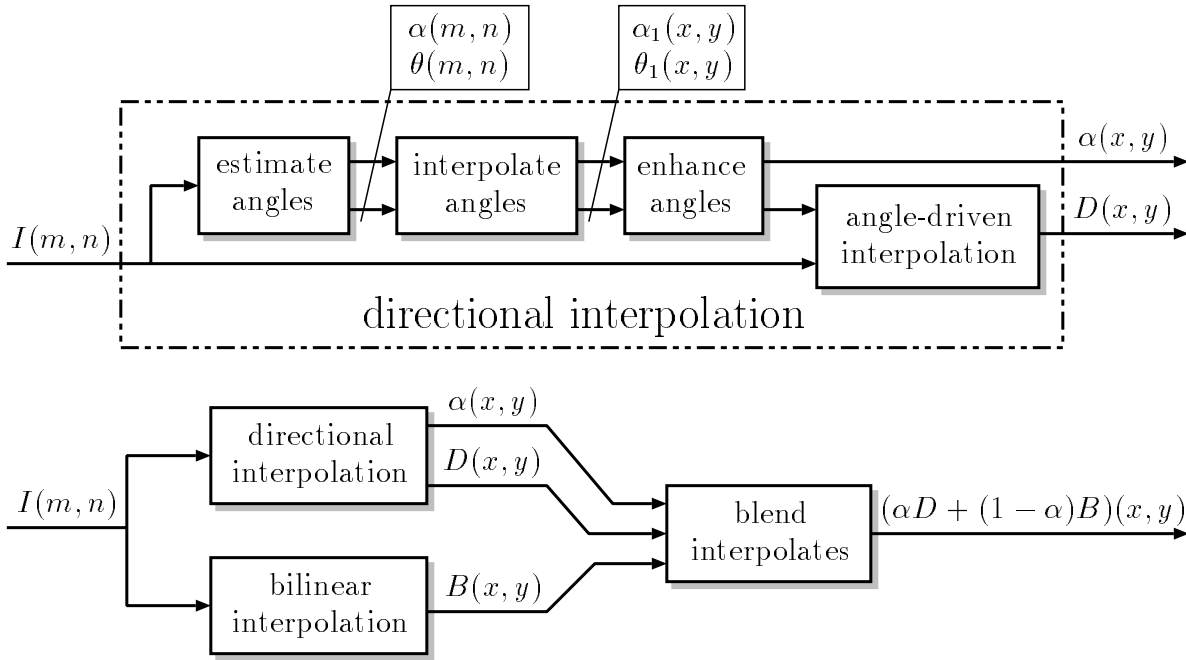 α(m, n)
θ(m, n)
α₁(x, y)
θ₁(x, y)
estimate
angles
interpolate
angles
enhance
angles
α(x, y)
angle-driven
interpolation
D(x, y)
I(m, n)
directional interpolation
α(x, y)
directional
interpolation
D(x, y)
I(m, n)
blend
interpolates
(αD + (1 − α)B)(x, y)
bilinear
interpolation
B(x, y)